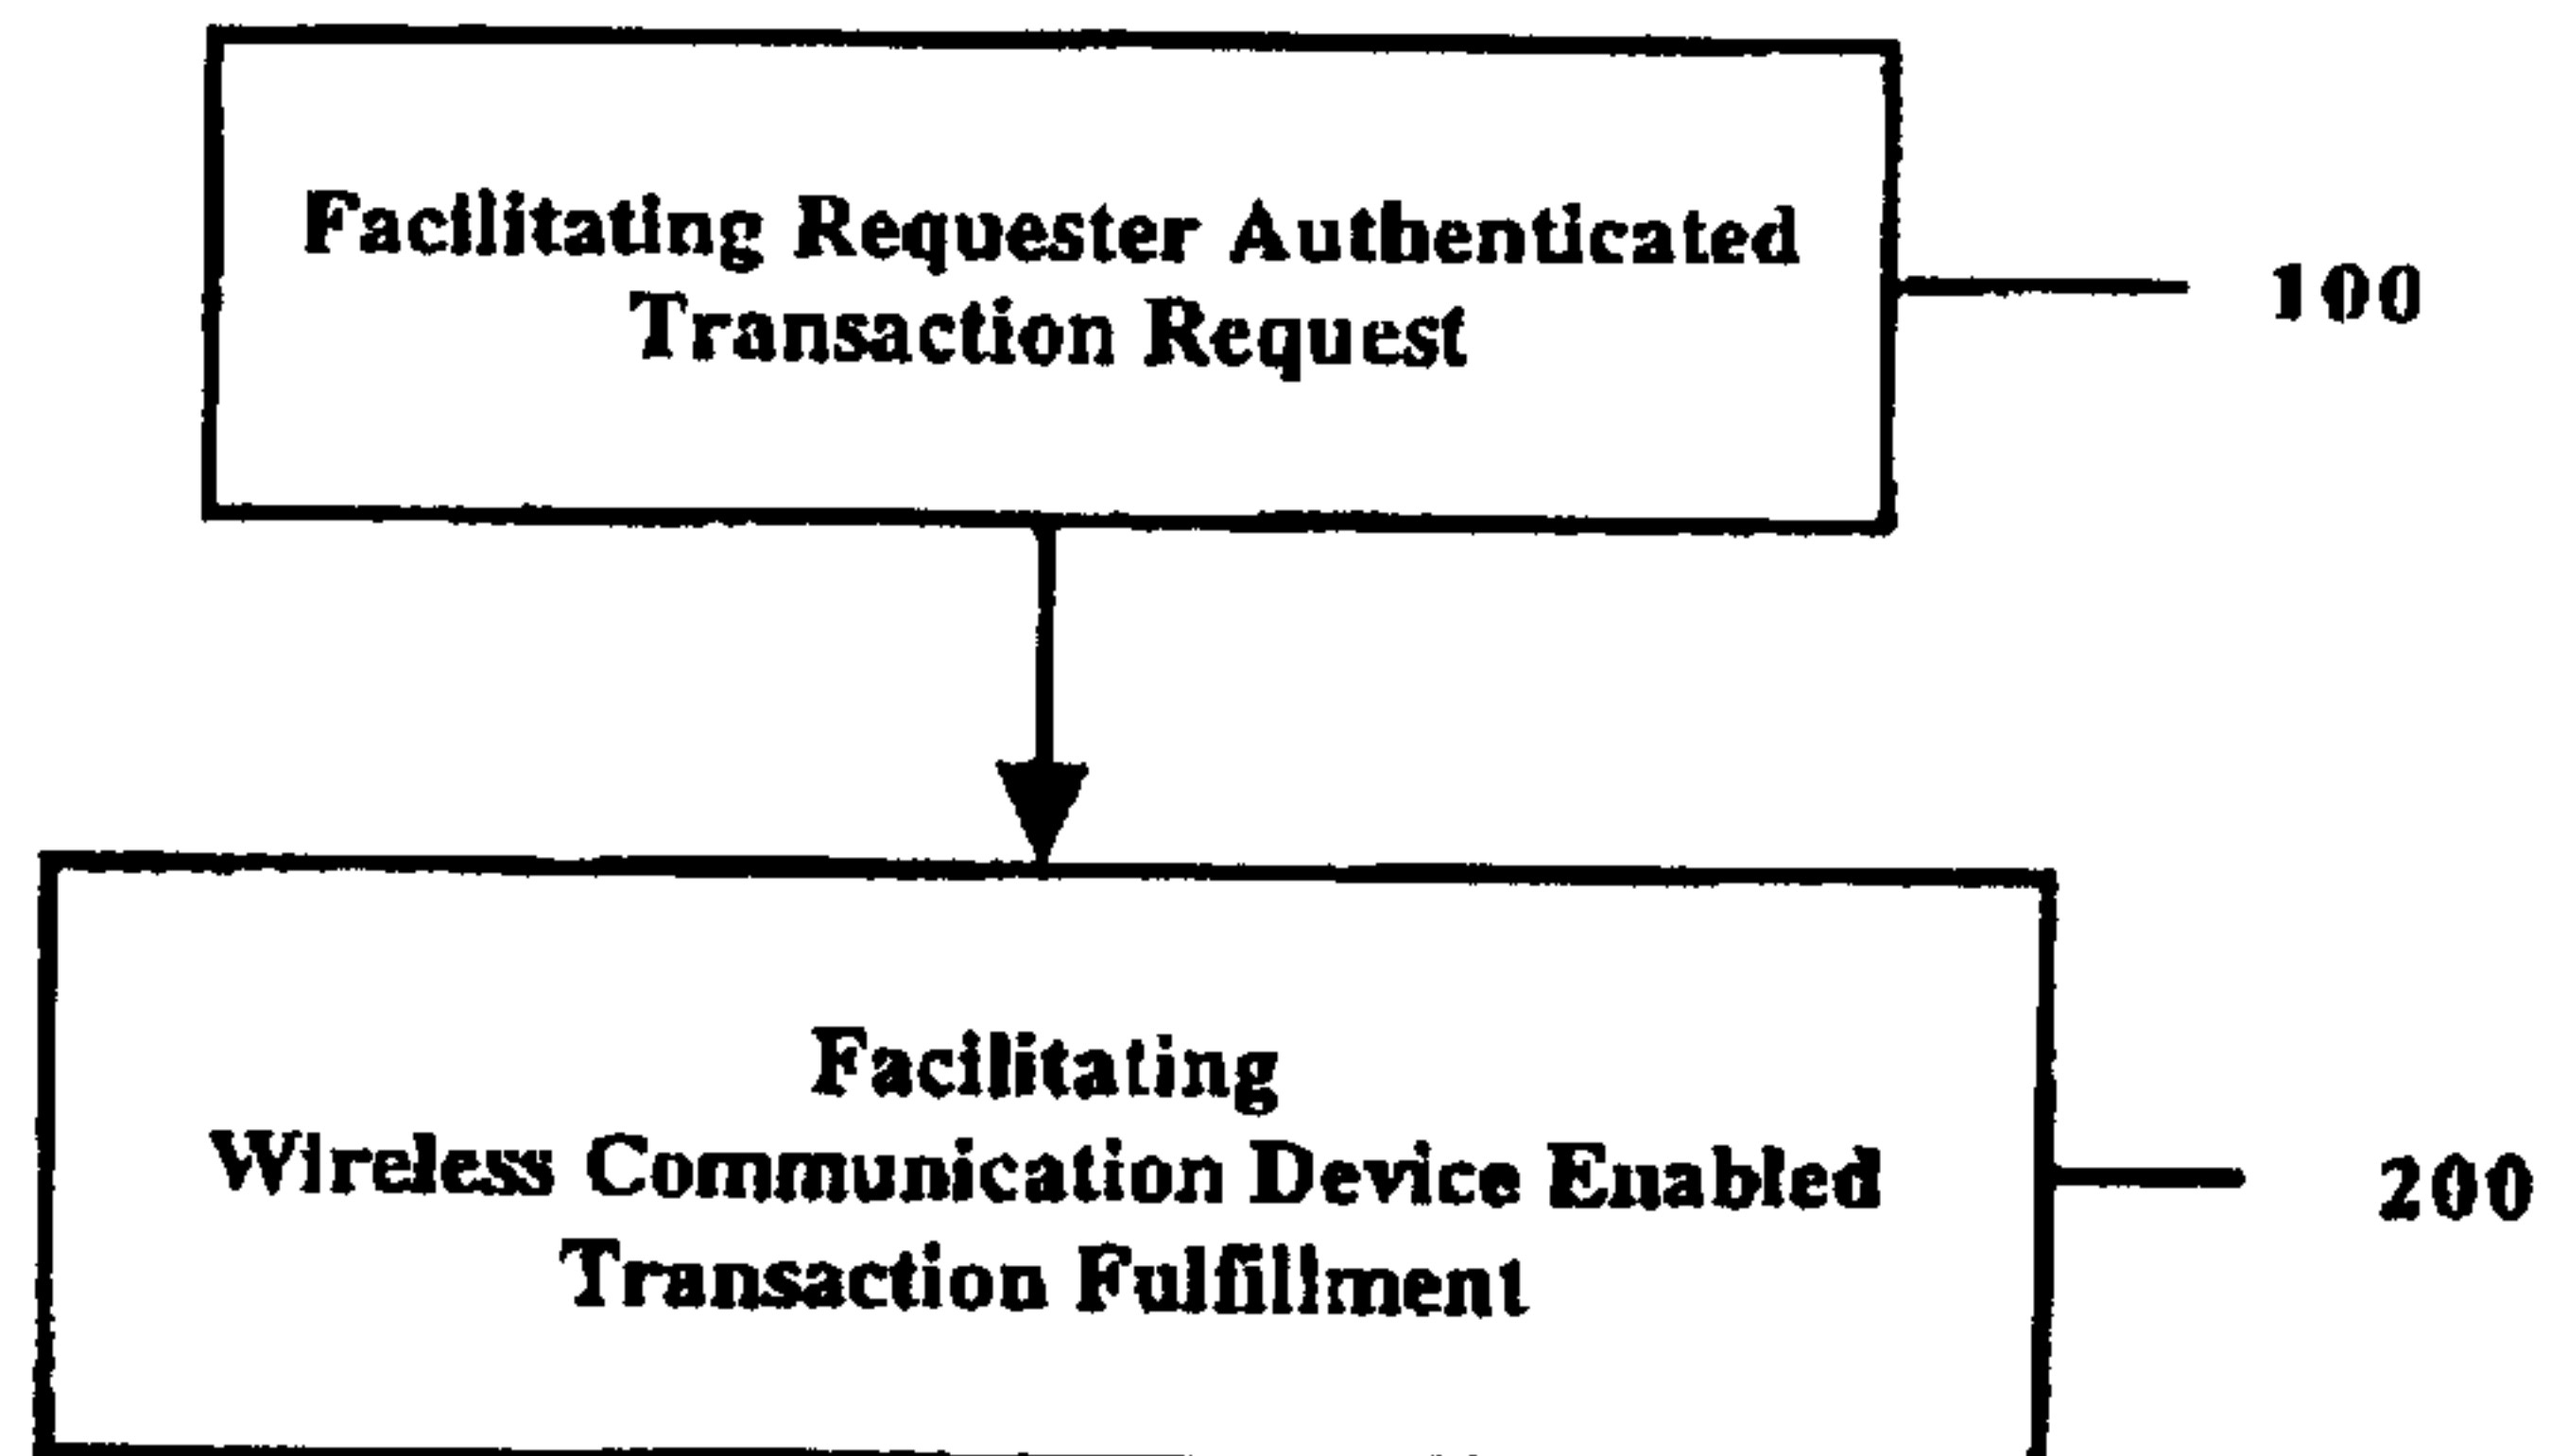 Facilitating Requester Authenticated
Transaction Request
100
Facilitating
Wireless Communication Device Enabled
Transaction Fulfillment
200